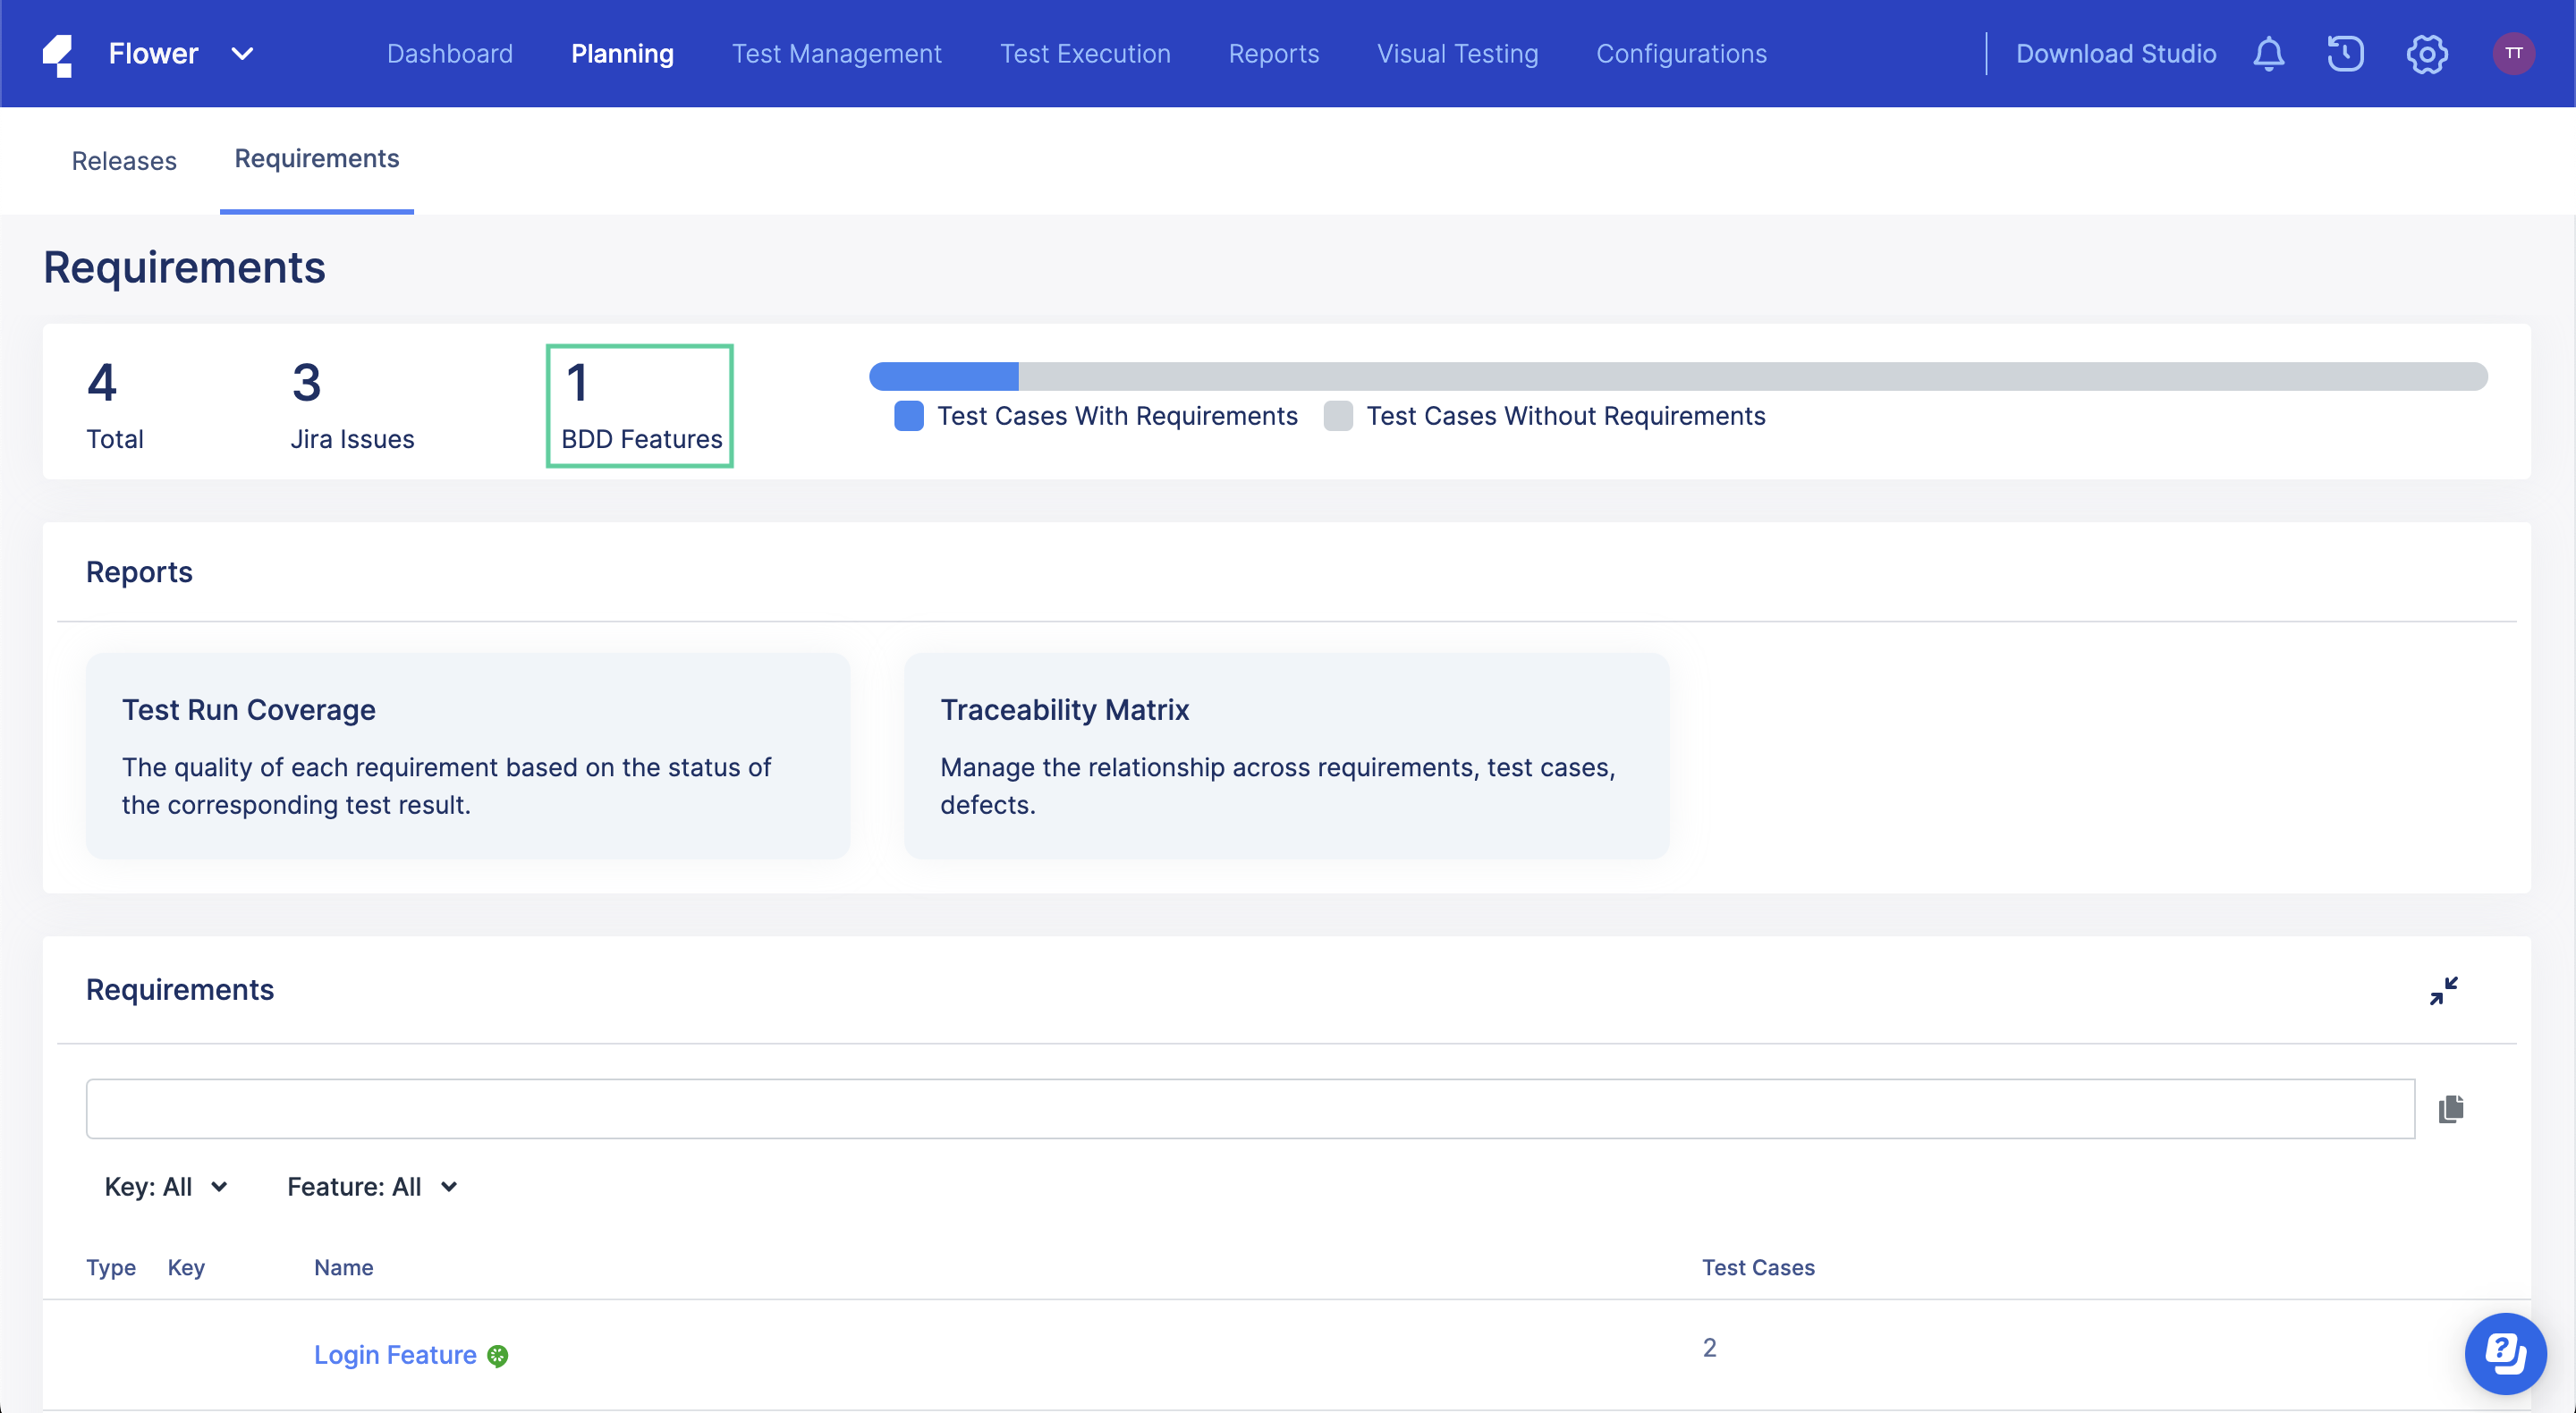 Flower
Dashboard
Planning
Test Management
Test Execution
Reports
Visual Testing
Configurations
Download Studio
TT
Releases
Requirements
Requirements
4
Total
3
Jira Issues
1
BDD Features
Test Cases With Requirements
Test Cases Without Requirements
Reports
Test Run Coverage
The quality of each requirement based on the status of
the corresponding test result.
Traceability Matrix
Manage the relationship across requirements, test cases,
defects.
Requirements
Key: All
Feature: All
Type
Key
Name
Test Cases
Login Feature
2
?